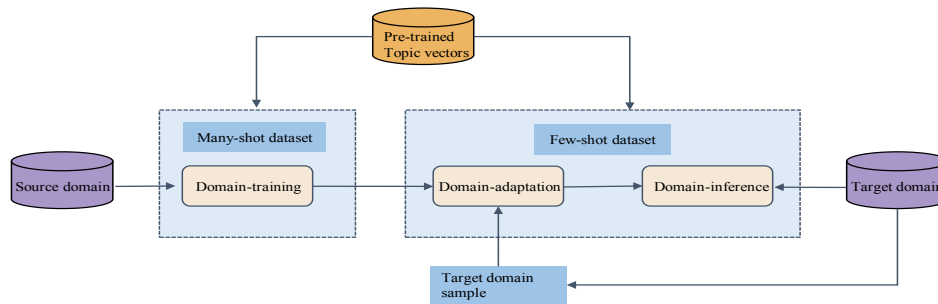 Pre-trained
Topic vectors
Many-shot dataset
Few-shot dataset
Source domain
Domain-training
Domain-adaptation
Domain-inference
Target domain
Target domain
sample